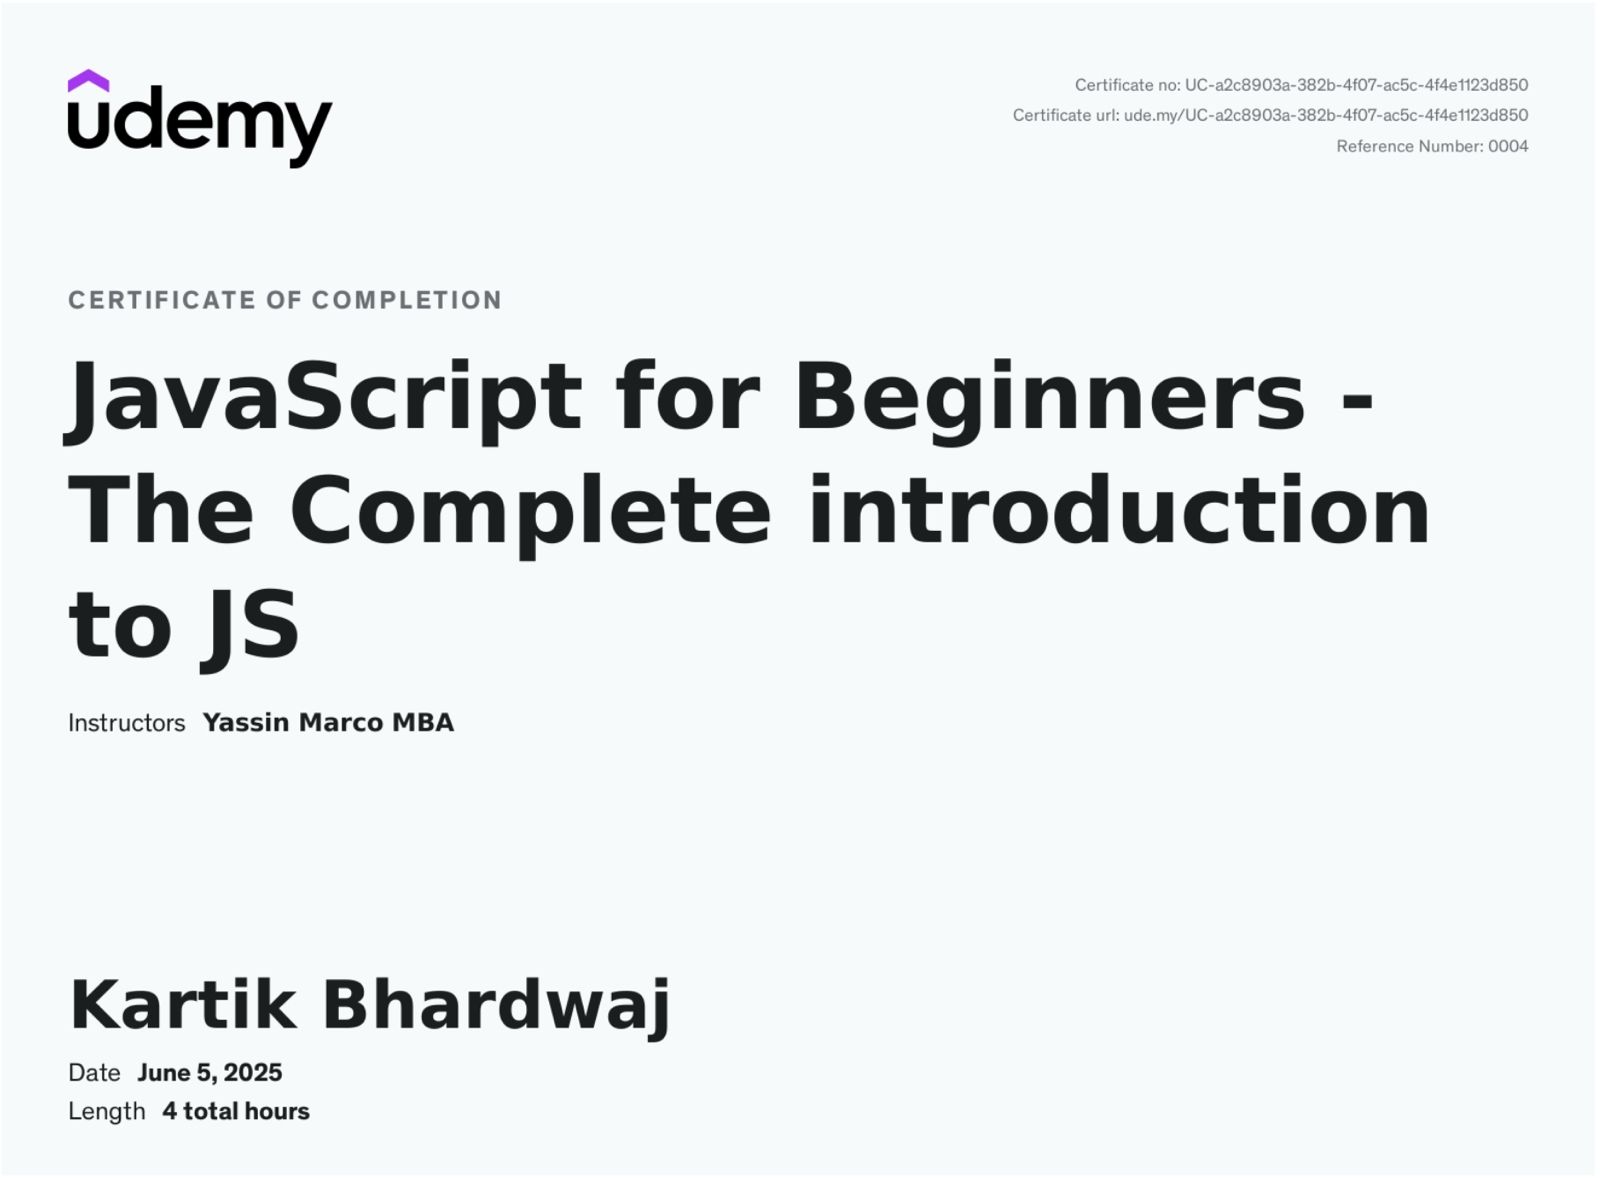 udemy
Certificate no: UC-a2c8903a-382b-4f07-ac5c-4f4e1123d850
Certificate url: ude.my/UC-a2c8903a-382b-4f07-ac5c-4f4e1123d850
Reference Number: 0004
CERTIFICATE OF COMPLETION
JavaScript for Beginners -
The Complete introduction
to JS
Instructors Yassin Marco MBA
Kartik Bhardwaj
Date June 5, 2025
Length 4 total hours